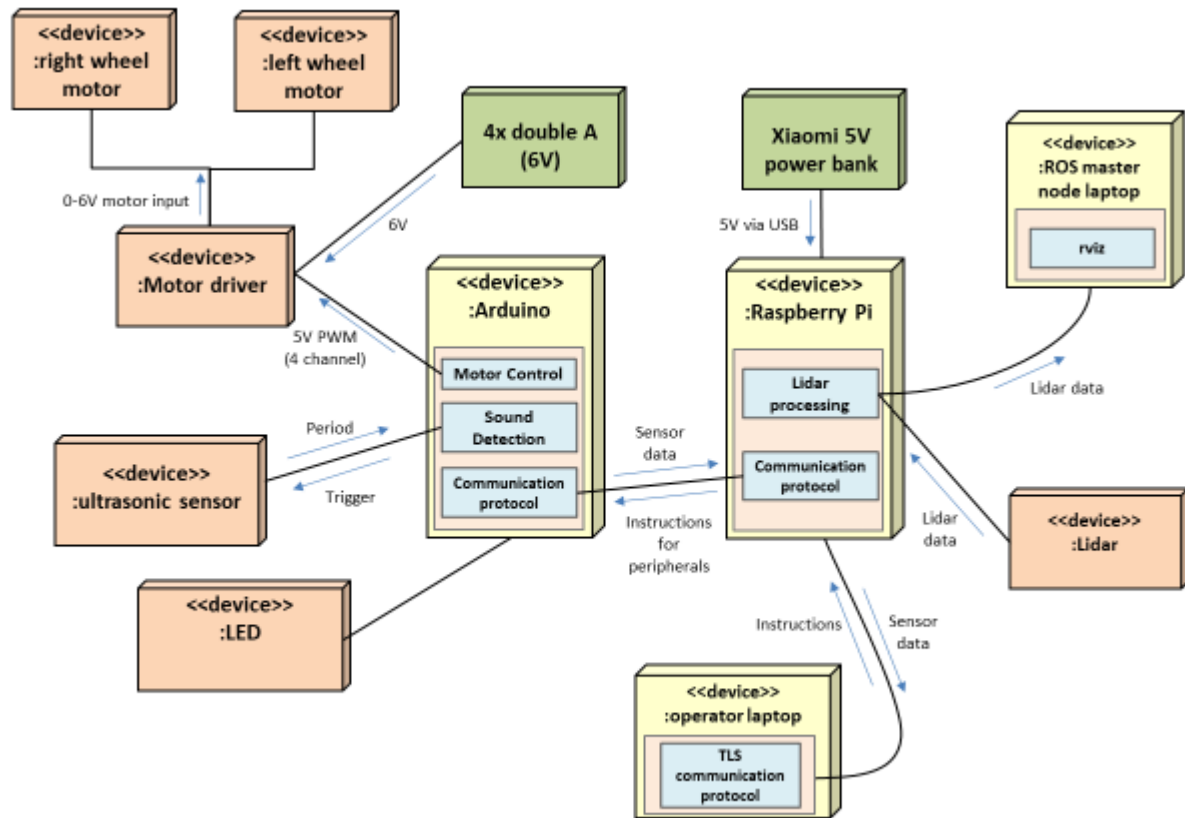 <<device>>
:right wheel
motor
<<device>>
:left wheel
motor
4x double A
(6V)
Xiaomi 5V
power bank
<<device>>
:ROS master
node laptop
rviz
0-6V motor input
6V
5V via USB
<<device>>
:Motor driver
<<device>>
:Arduino
Motor Control
Sound
Detection
Communication
protocol
<<device>>
:Raspberry Pi
Lidar
processing
Communication
protocol
5V PWM
(4 channel)
Lidar data
Period
Trigger
<<device>>
:ultrasonic sensor
Sensor
data
Instructions
for
peripherals
Lidar
data
<<device>>
:Lidar
<<device>>
:LED
Instructions
Sensor
data
<<device>>
:operator laptop
TLS
communication
protocol